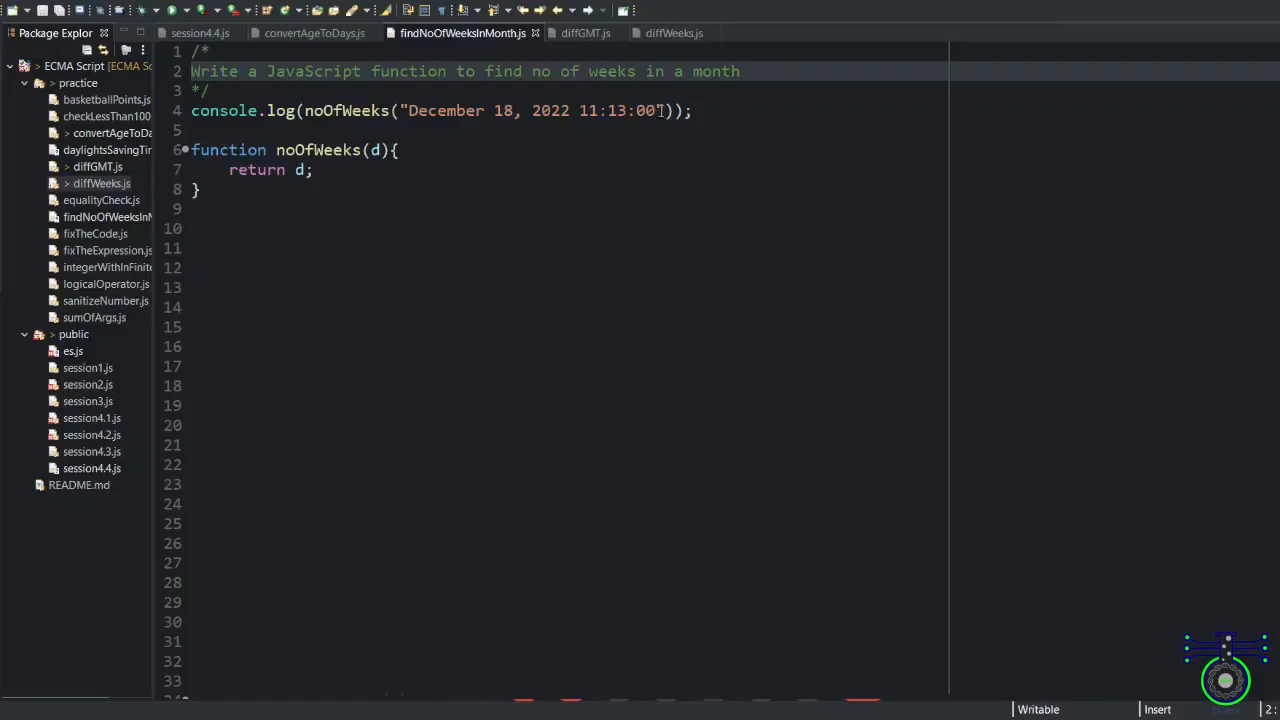 Package Explor
session4.4.js
convertAgeToDays.js
findNoOfWeeksInMonth.js
diffGMT.js
diffWeeks.js
ECMA Script [ECMA Sc
> practice
basketballPoints.js
checkLessThan100
> convertAgeToDa
daylightsSavingTin
> diffGMT.js
> diffWeeks.js
equalityCheck.js
findNoOfWeeksInM
fixTheCode.js
fixTheExpression.js
integerWithInFinite
logicalOperator.js
sanitizeNumber.js
sumOfArgs.js
> public
es.js
session1.js
session2.js
session3.js
session4.1.js
session4.2.js
session4.3.js
session4.4.js
README.md
1 /*
2 Write a JavaScript function to find no of weeks in a month
3 */
4 console.log(noOfWeeks("December 18, 2022 11:13:00"));
5
6 function noOfWeeks(d){
7 return d;
8 }
9
10
11
12
13
14
15
16
17
18
19
20
21
22
23
24
25
26
27
28
29
30
31
32
33
Writable
Insert
2 :